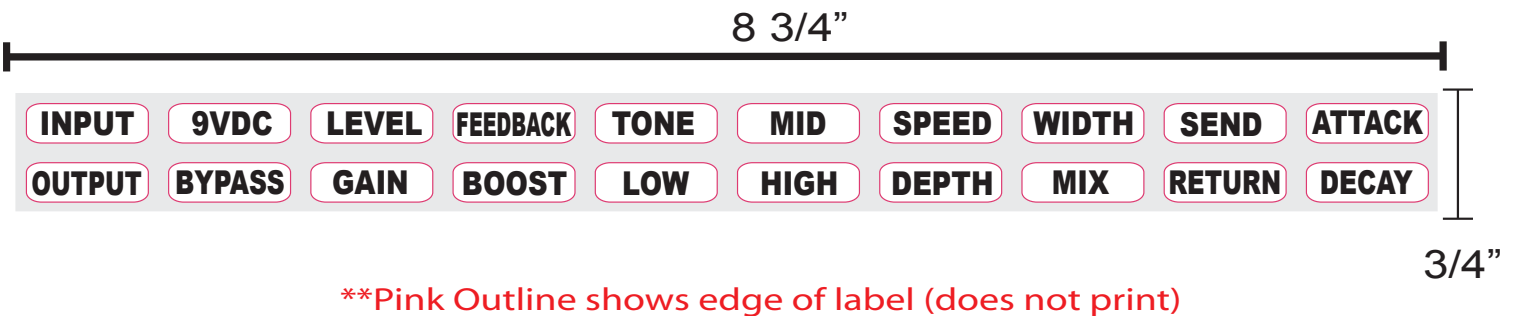 8 3/4”
INPUT 9VDC LEVEL FEEDBACK TONE MID SPEED WIDTH SEND ATTACK
OUTPUT BYPASS GAIN BOOST LOW HIGH DEPTH MIX RETURN DECAY
3/4”
**Pink Outline shows edge of label (does not print)